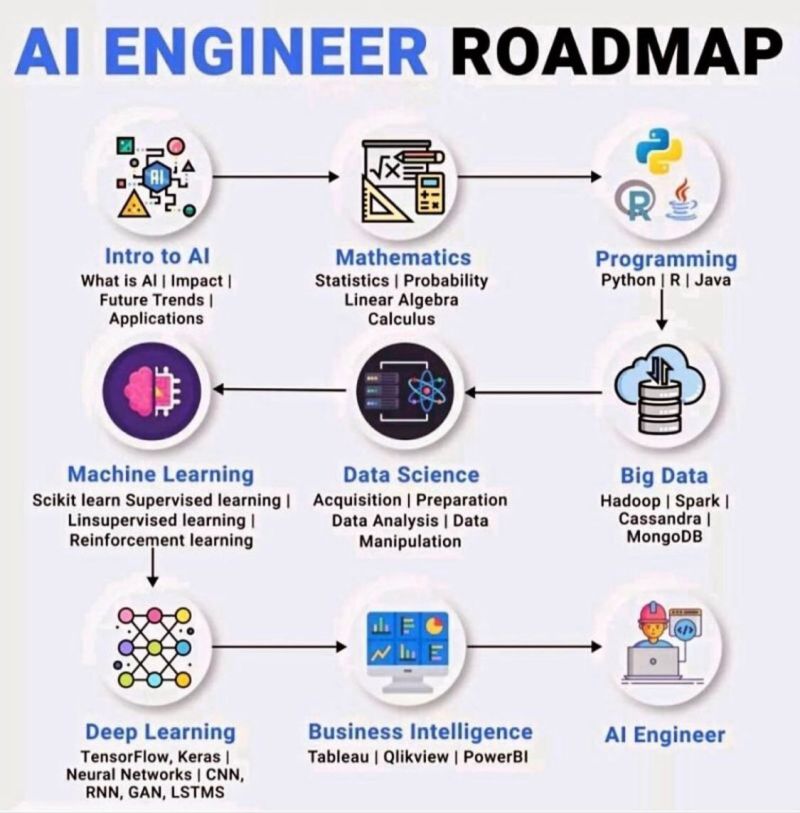 AI ENGINEER ROADMAP
AI
√x
R
Intro to AI
What is AI | Impact |
Future Trends |
Applications
Mathematics
Statistics | Probability
Linear Algebra
Calculus
Programming
Python | R | Java
Machine Learning
Scikit learn Supervised learning |
Linsupervised learning |
Reinforcement learning
Data Science
Acquisition | Preparation
Data Analysis | Data
Manipulation
Big Data
Hadoop | Spark |
Cassandra |
MongoDB
</>
Deep Learning
TensorFlow, Keras |
Neural Networks | CNN,
RNN, GAN, LSTMS
Business Intelligence
Tableau | Qlikview | PowerBI
AI Engineer